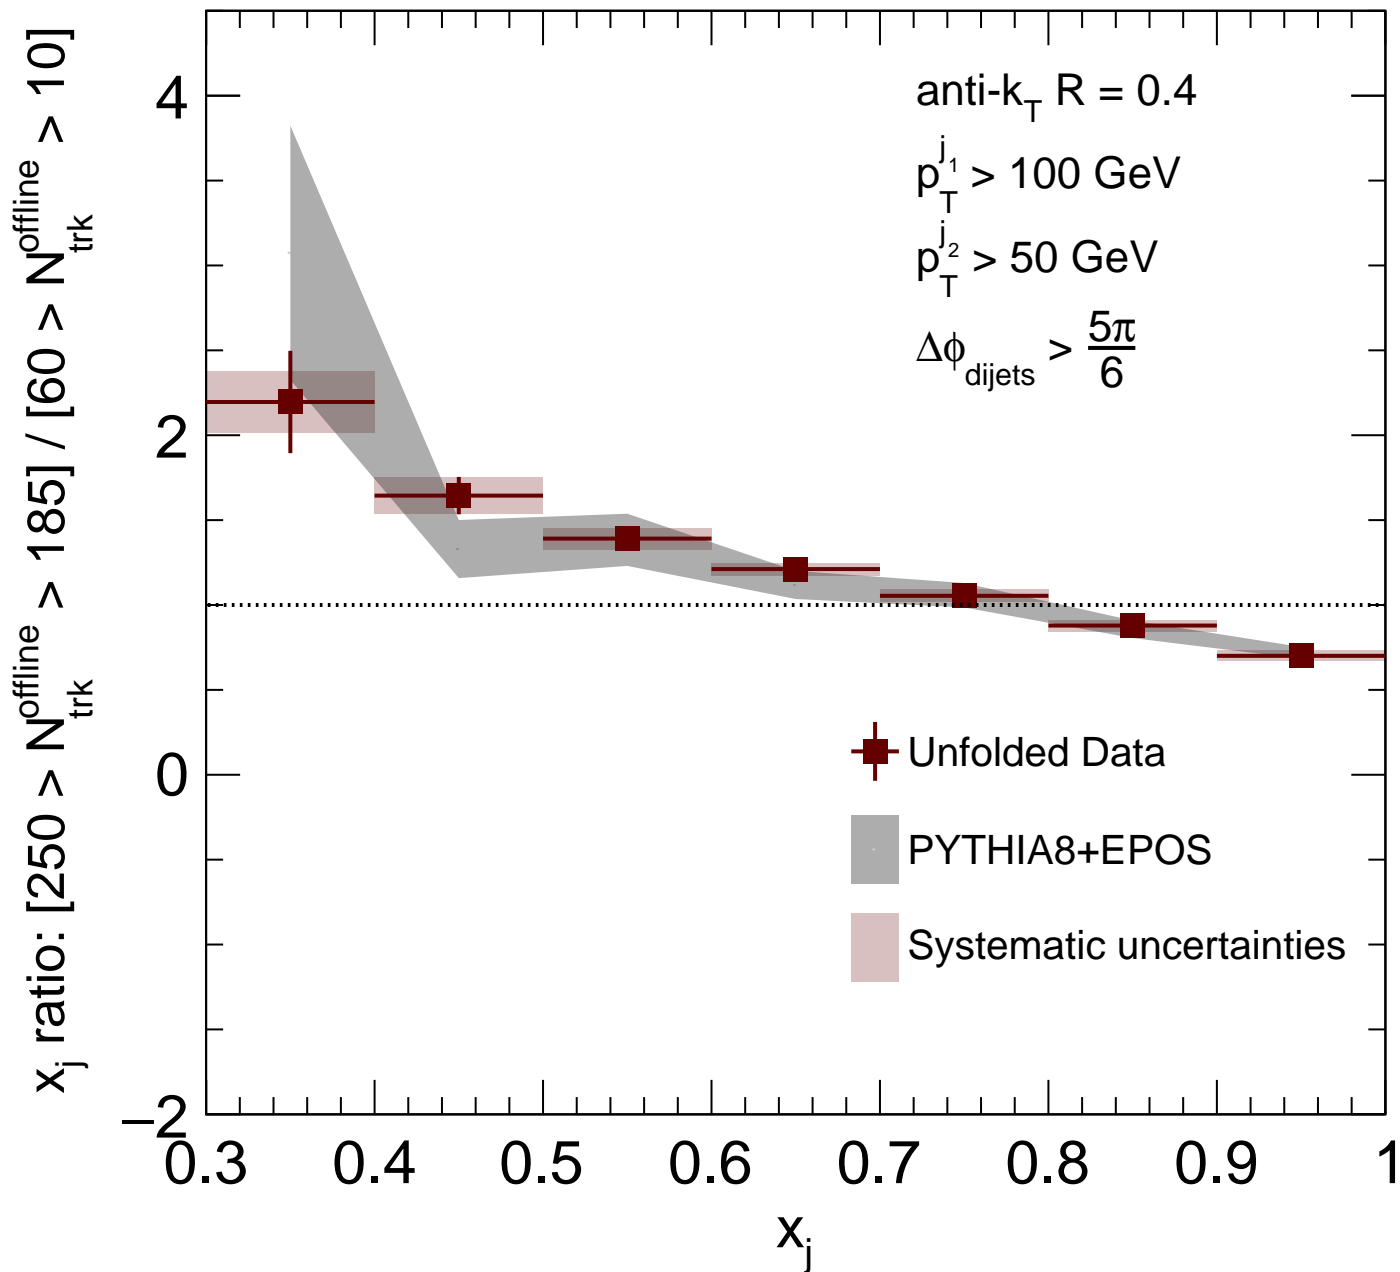 x_j ratio: [250 > N_trk^offline > 185] / [60 > N_trk^offline > 10]
4
2
0
−2
anti-k_T R = 0.4
p_T^j_1 > 100 GeV
p_T^j_2 > 50 GeV
Δϕ_dijets > 5π/6
Unfolded Data
PYTHIA8+EPOS
Systematic uncertainties
0.3 0.4 0.5 0.6 0.7 0.8 0.9 1
x_j